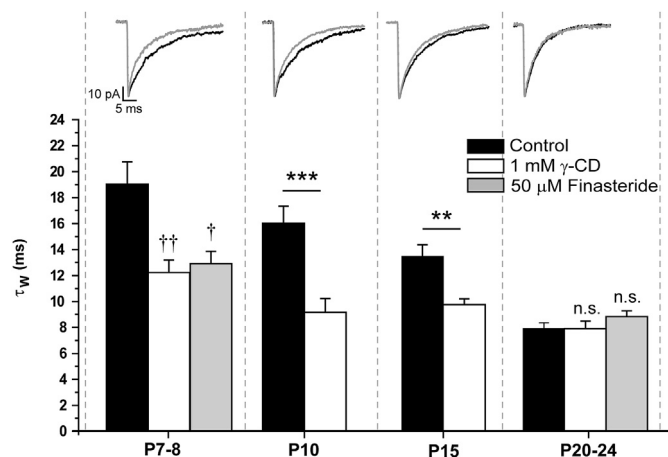 10 pA
5 ms
24
22
20
18
16
14
12
10
8
6
4
2
0
τw (ms)
Control
1 mM γ-CD
50 μM Finasteride
††
†
***
**
n.s.
n.s.
P7-8
P10
P15
P20-24